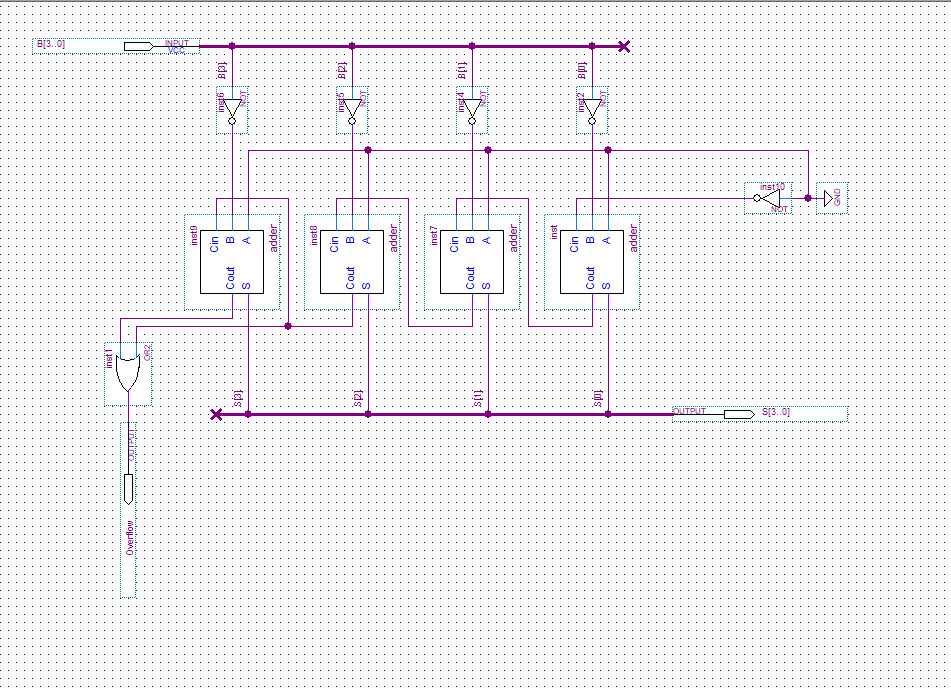 B[3..0]
INPUT
VCC
B[3]
B[2]
B[1]
B[0]
inst6
NOT
inst5
NOT
inst4
NOT
inst2
NOT
inst10
NOT
GND
inst9
adder
Cin
B
A
Cout
S
inst8
adder
Cin
B
A
Cout
S
inst7
adder
Cin
B
A
Cout
S
inst
adder
Cin
B
A
Cout
S
inst1
OR2
S[3]
S[2]
S[1]
S[0]
OUTPUT
S[3..0]
OUTPUT
Overflow